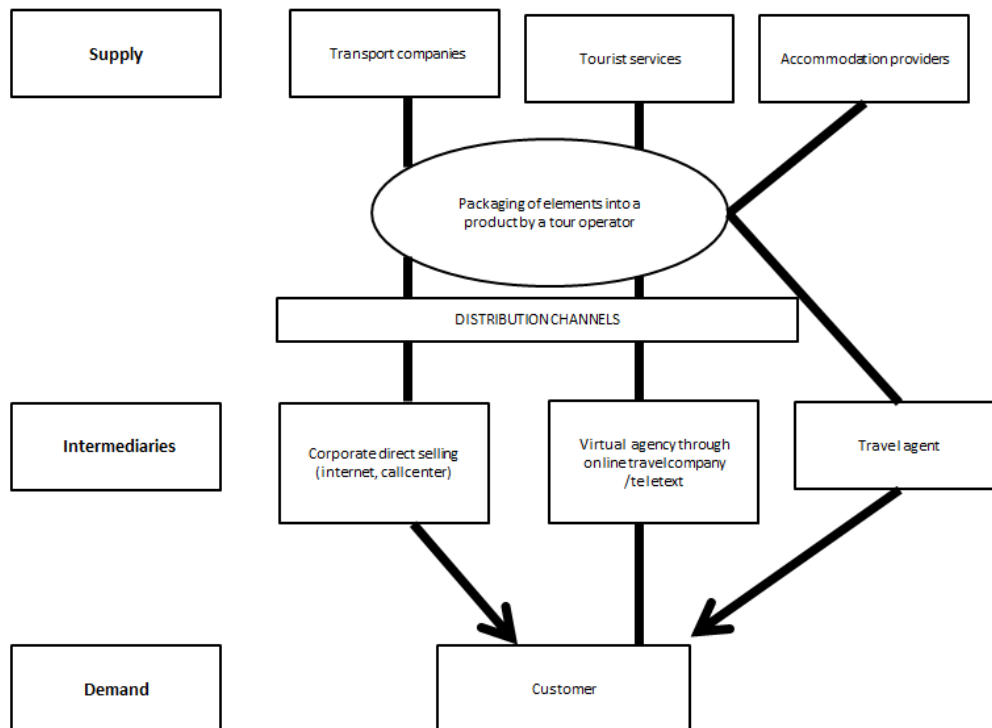 Supply
Transport companies
Tourist services
Accommodation providers
Packaging of elements into a
product by a tour operator
DISTRIBUTION CHANNELS
Intermediaries
Corporate direct selling
(internet, callcenter)
Virtual agency through
online travel company
/teletext
Travel agent
Demand
Customer